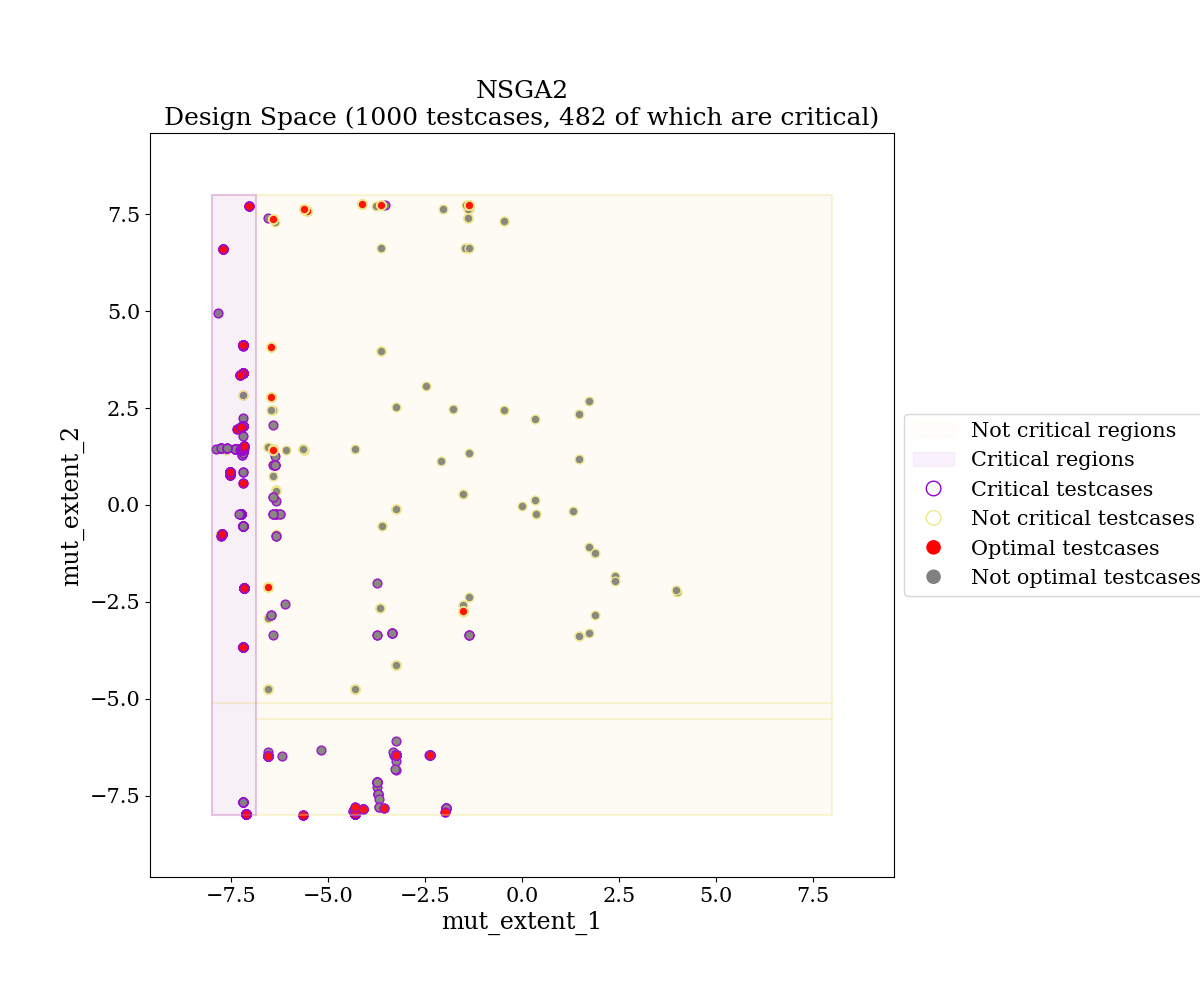 NSGA2
Design Space (1000 testcases, 482 of which are critical)
7.5
5.0
2.5
0.0
−2.5
−5.0
−7.5
mut_extent_2
−7.5 −5.0 −2.5 0.0 2.5 5.0 7.5
mut_extent_1
Not critical regions
Critical regions
Critical testcases
Not critical testcases
Optimal testcases
Not optimal testcases